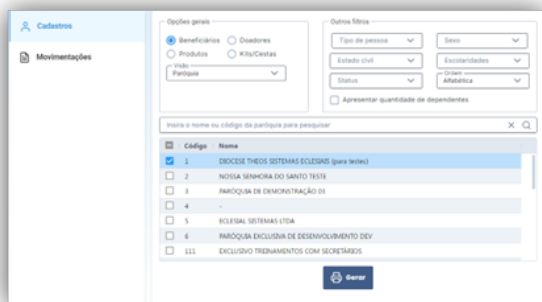 Cadastros
Movimentações
Opções gerais
Beneficiários Doadores
Produtos Kits/Cestas
Visão
Paróquia
Outros filtros
Tipo de pessoa Sexo
Estado civil Escolaridades
Status Ordem
Alfabética
Apresentar quantidade de dependentes
Insira o nome ou código da paróquia para pesquisar
Código Nome
1 DIOCESE THEOS SISTEMAS ECLESIAIS (para testes)
2 NOSSA SENHORA DO SANTO TESTE
3 PARÓQUIA DE DEMONSTRAÇÃO 03
4 -
5 ECLESIAL SISTEMAS LTDA
6 PARÓQUIA EXCLUSIVA DE DESENVOLVIMENTO DEV
111 EXCLUSIVO TREINAMENTOS COM SECRETÁRIOS
Gerar